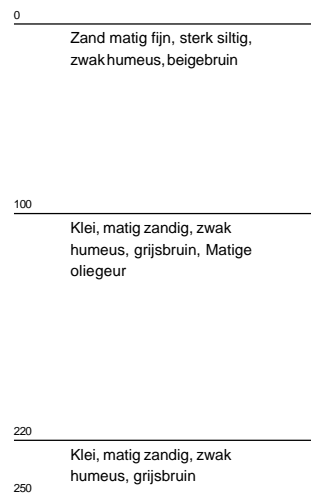 0
Zand matig fijn, sterk siltig,
zwak humeus, beigebruin
100
Klei, matig zandig, zwak
humeus, grijsbruin, Matige
oliegeur
220
Klei, matig zandig, zwak
humeus, grijsbruin
250